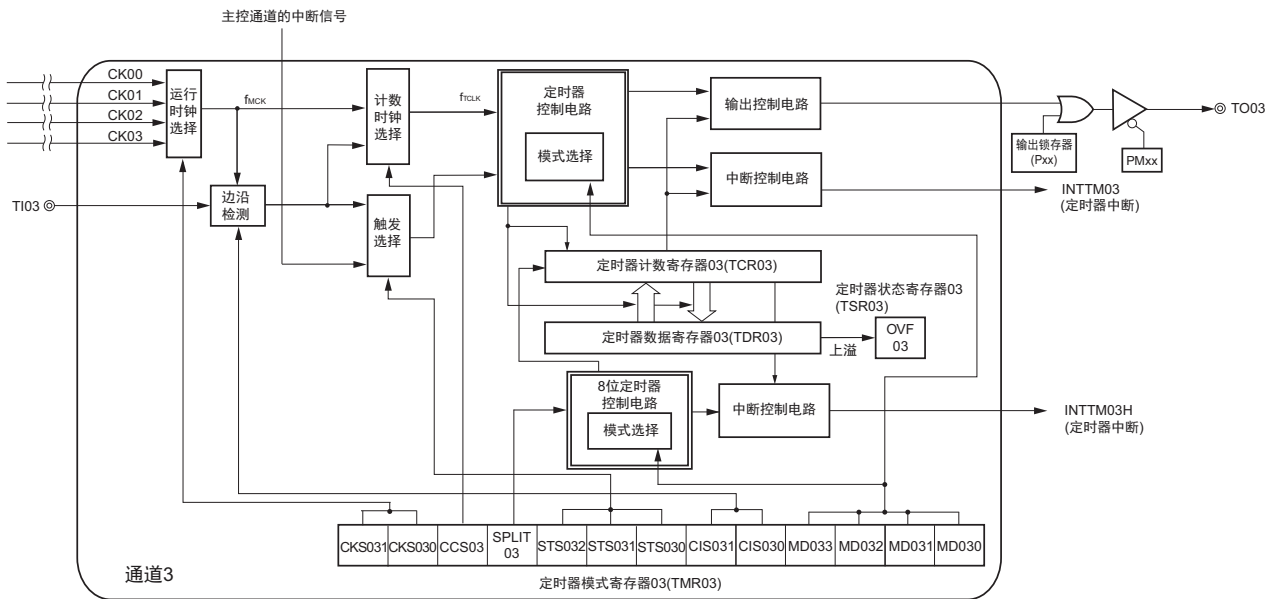 主控通道的中断信号
CK00
CK01
CK02
CK03
运行
时钟
选择
fMCK
计数
时钟
选择
fTCLK
定时器
控制电路
模式选择
输出控制电路
输出锁存器
(Pxx)
PMxx
TO03
中断控制电路
INTTM03
(定时器中断)
TI03
边沿
检测
触发
选择
定时器计数寄存器03(TCR03)
定时器状态寄存器03
(TSR03)
定时器数据寄存器03(TDR03)
上溢
OVF
03
8位定时器
控制电路
模式选择
中断控制电路
INTTM03H
(定时器中断)
CKS031
CKS030
CCS03
SPLIT
03
STS032
STS031
STS030
CIS031
CIS030
MD033
MD032
MD031
MD030
通道3
定时器模式寄存器03(TMR03)